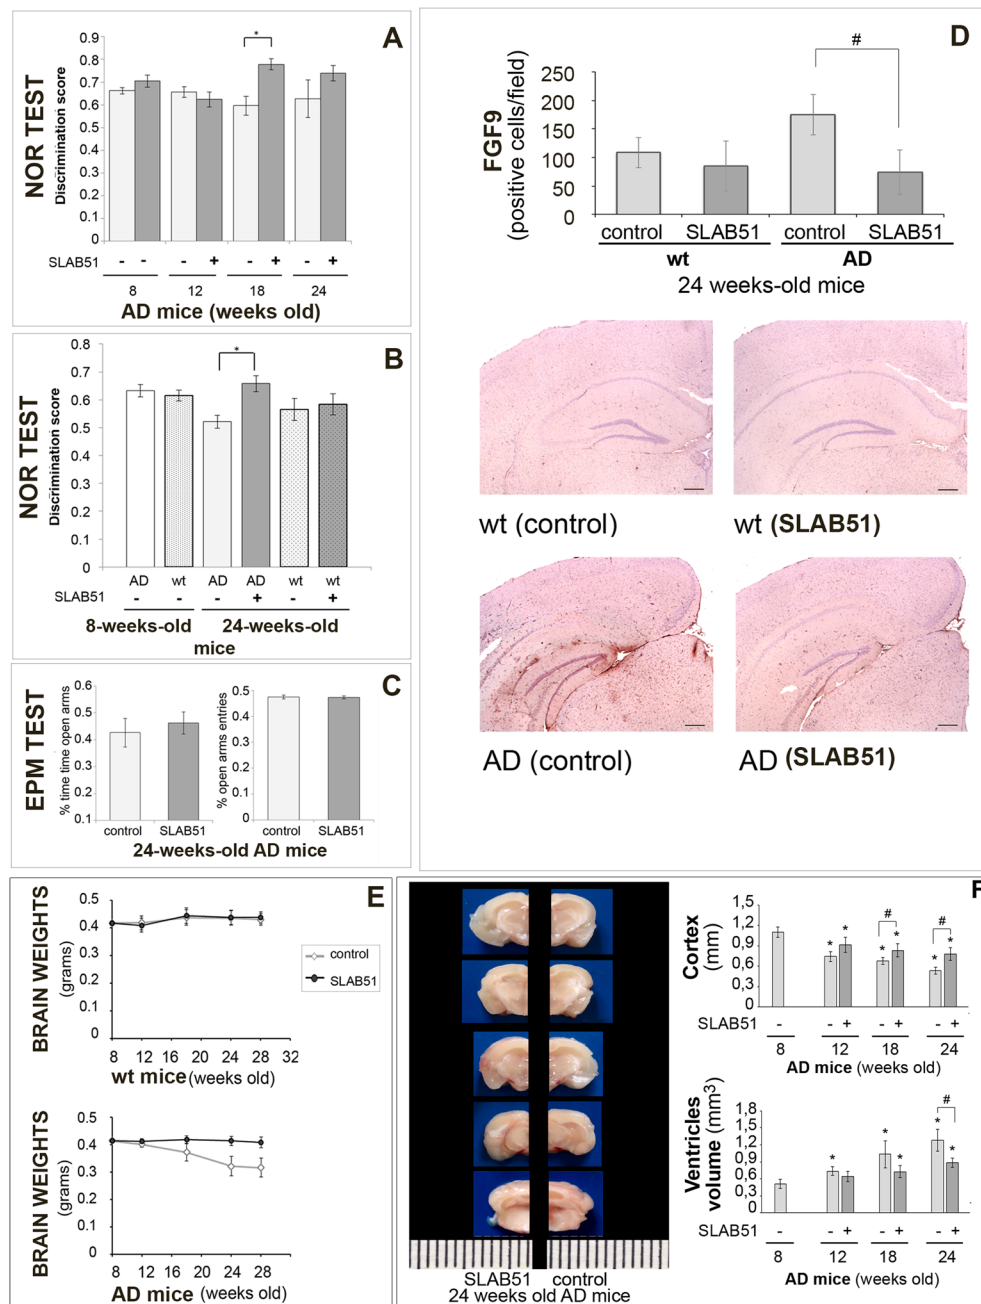 A
NOR TEST
Discrimination score
0.9
0.8
0.7
0.6
0.5
0.4
0.3
0.2
0.1
0
*
SLAB51 - - - + - + - +
8 12 18 24
AD mice (weeks old)
B
NOR TEST
Discrimination score
0.8
0.7
0.6
0.5
0.4
0.3
0.2
0.1
0
*
AD wt AD AD wt wt
SLAB51 - - - + - +
8-weeks-old 24-weeks-old
mice
C
EPM TEST
% time time open arms
0.6
0.5
0.4
0.3
0.2
0.1
control SLAB51
% open arms entries
0.5
0.4
0.3
0.2
0.1
0
control SLAB51
24-weeks-old AD mice
D
FGF9
(positive cells/field)
250
200
150
100
50
0
#
control SLAB51 control SLAB51
wt AD
24 weeks-old mice
wt (control) wt (SLAB51)
AD (control) AD (SLAB51)
E
BRAIN WEIGHTS
(grams)
0.5
0.4
0.3
0.2
0.1
0
control
SLAB51
8 12 16 20 24 28 32
wt mice (weeks old)
BRAIN WEIGHTS
(grams)
0.5
0.4
0.3
0.2
0.1
0
8 12 16 20 24 28
AD mice (weeks old)
F
SLAB51 control
24 weeks old AD mice
Cortex
(mm)
1,5
1,2
0,9
0,6
0,3
0
* * # * * # * *
SLAB51 - - + - + - +
8 12 18 24
AD mice (weeks old)
Ventricles
volume (mm3)
1,8
1,5
1,2
0,9
0,6
0,3
0
* * * * # *
SLAB51 - - + - + - +
8 12 18 24
AD mice (weeks old)